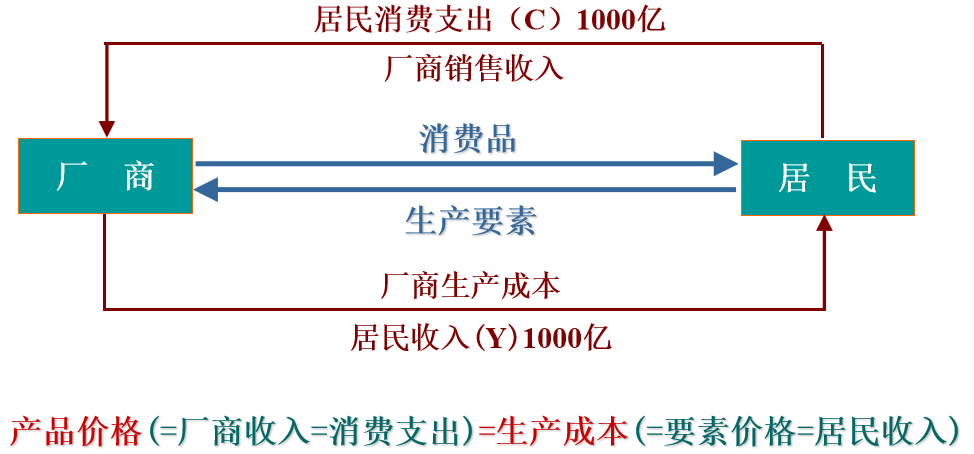 居民消费支出（C）1000亿
厂商销售收入
消费品
厂 商
居 民
生产要素
厂商生产成本
居民收入(Y)1000亿
产品价格(=厂商收入=消费支出)=生产成本(=要素价格=居民收入)